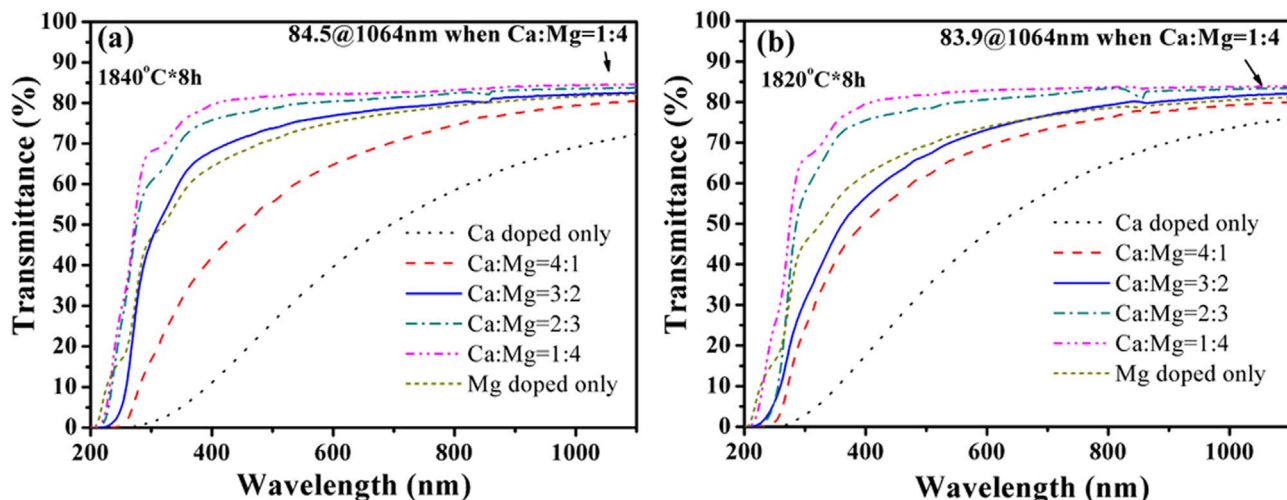 (a)
84.5@1064nm when Ca:Mg=1:4
1840°C*8h
Transmittance (%)
100
90
80
70
60
50
40
30
20
10
0
Ca doped only
Ca:Mg=4:1
Ca:Mg=3:2
Ca:Mg=2:3
Ca:Mg=1:4
Mg doped only
200 400 600 800 1000
Wavelength (nm)
(b)
83.9@1064nm when Ca:Mg=1:4
1820°C*8h
Transmittance (%)
100
90
80
70
60
50
40
30
20
10
0
Ca doped only
Ca:Mg=4:1
Ca:Mg=3:2
Ca:Mg=2:3
Ca:Mg=1:4
Mg doped only
200 400 600 800 1000
Wavelength (nm)